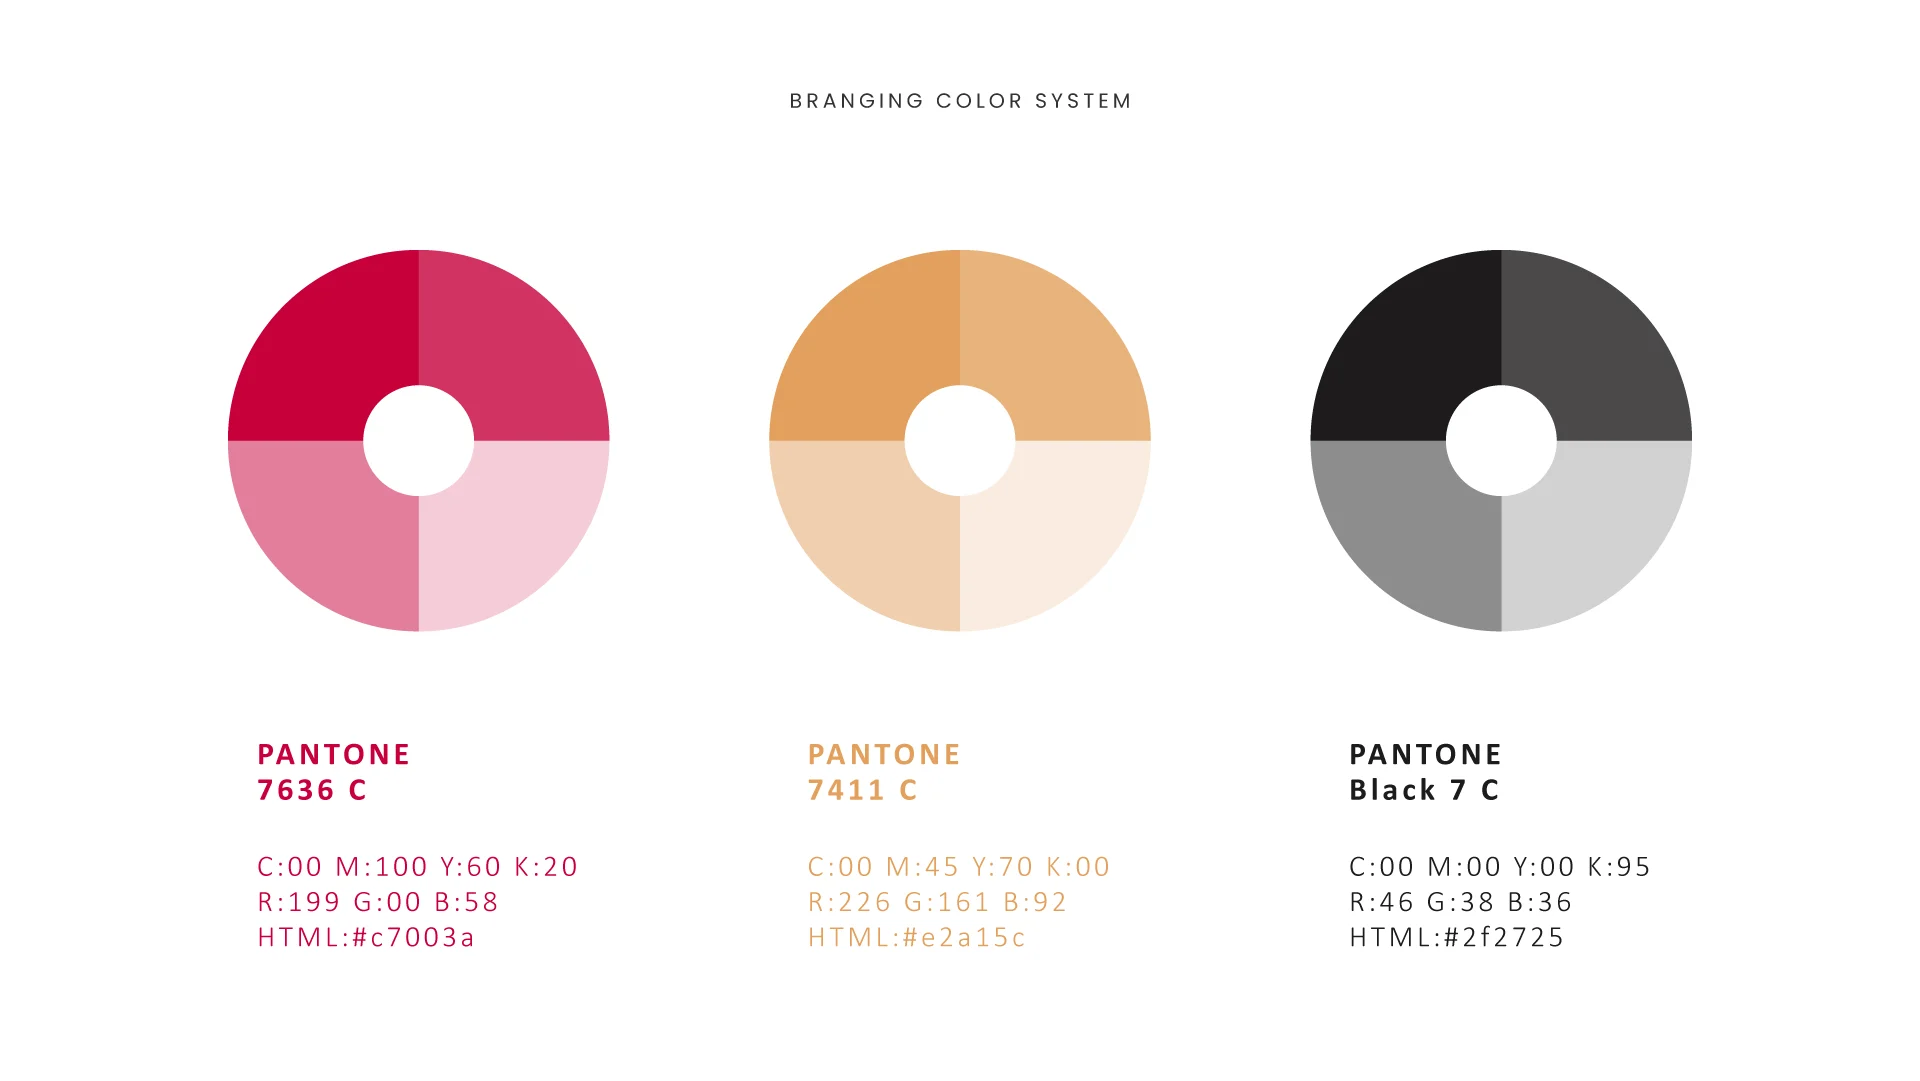 BRANGING COLOR SYSTEM
PANTONE
7636 C
C:00 M:100 Y:60 K:20
R:199 G:00 B:58
HTML:#c7003a
PANTONE
7411 C
C:00 M:45 Y:70 K:00
R:226 G:161 B:92
HTML:#e2a15c
PANTONE
Black 7 C
C:00 M:00 Y:00 K:95
R:46 G:38 B:36
HTML:#2f2725